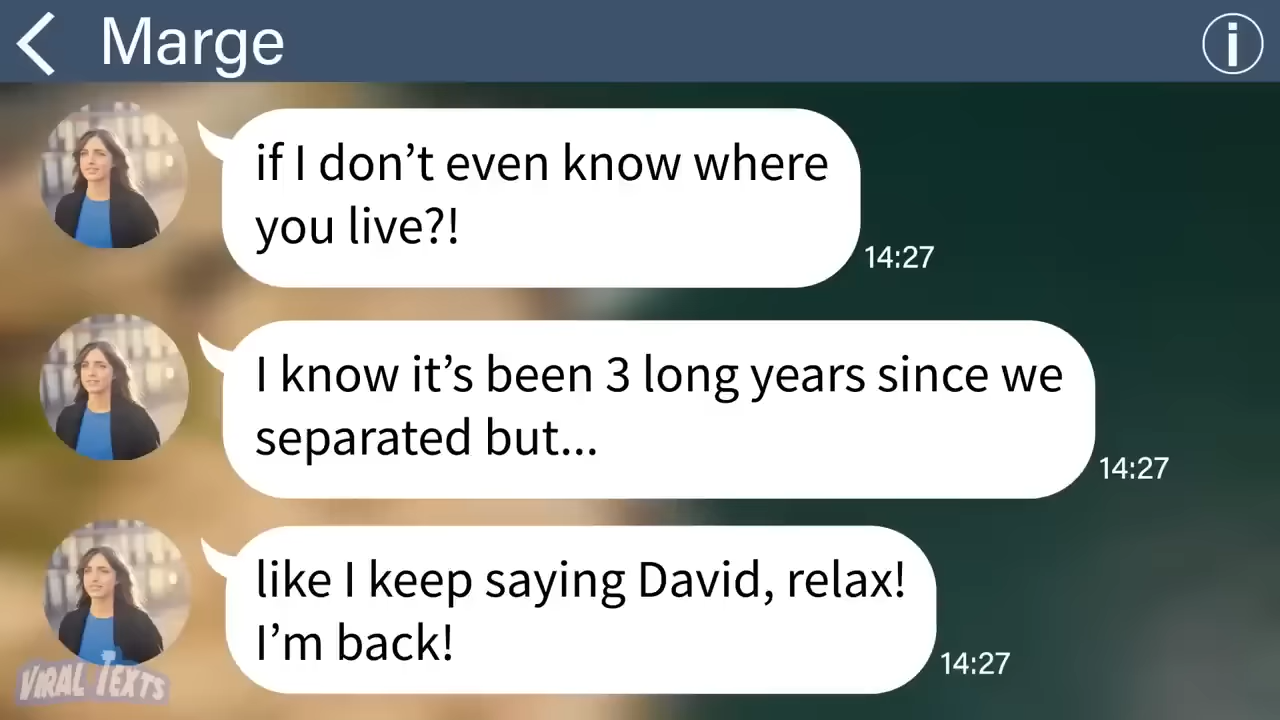 Marge
if I don’t even know where
you live?!
14:27
I know it’s been 3 long years since we
separated but...
14:27
like I keep saying David, relax!
I’m back!
14:27
VIRAL TEXTS